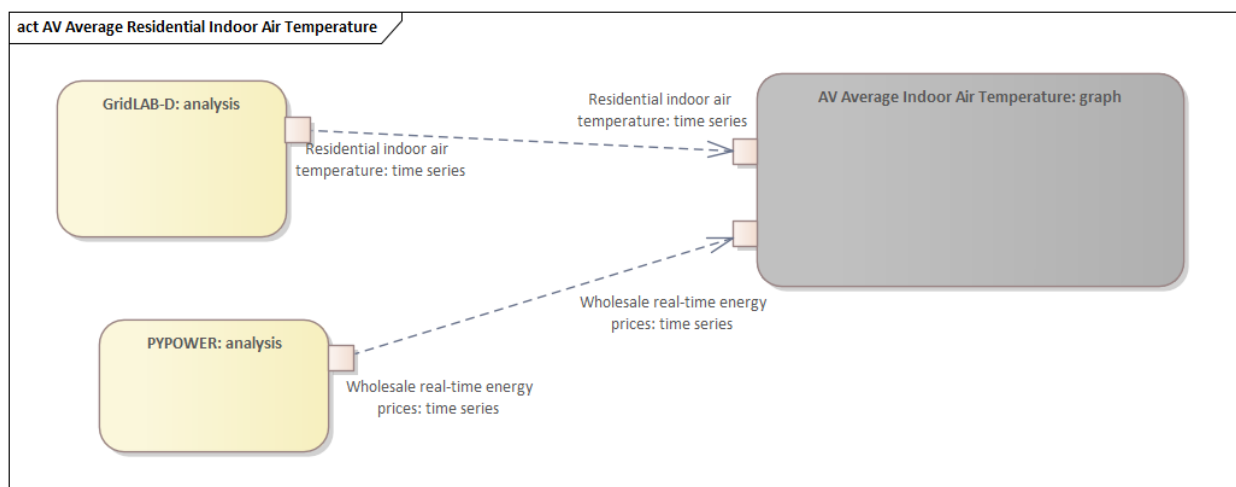 act AV Average Residential Indoor Air Temperature
GridLAB-D: analysis
Residential indoor air
temperature: time series
Residential indoor air
temperature: time series
AV Average Indoor Air Temperature: graph
PYPOWER: analysis
Wholesale real-time energy
prices: time series
Wholesale real-time energy
prices: time series